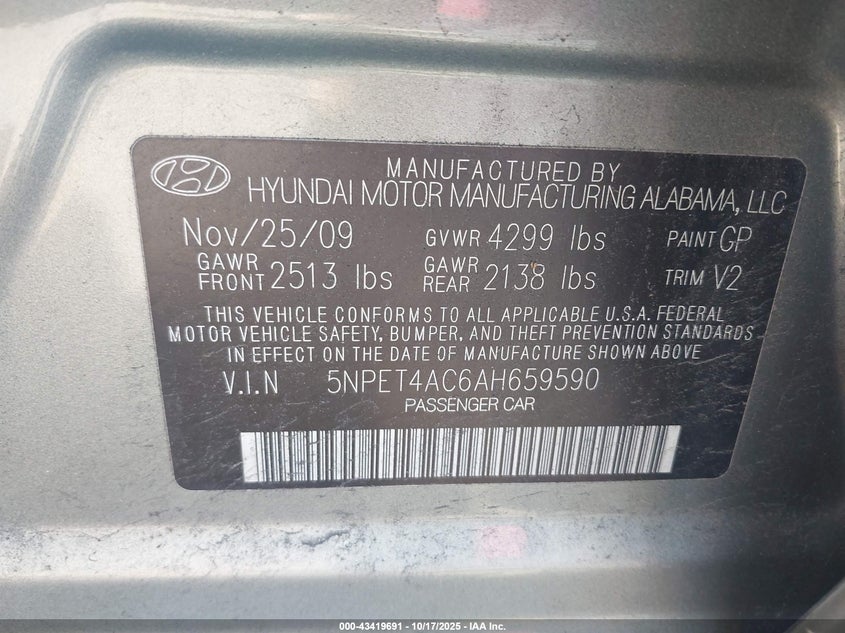 MANUFACTURED BY
HYUNDAI MOTOR MANUFACTURING ALABAMA, LLC
Nov/25/09 GVWR 4299 lbs PAINT GP
GAWR FRONT 2513 lbs GAWR REAR 2138 lbs TRIM V2
THIS VEHICLE CONFORMS TO ALL APPLICABLE U.S.A. FEDERAL
MOTOR VEHICLE SAFETY, BUMPER, AND THEFT PREVENTION STANDARDS
IN EFFECT ON THE DATE OF MANUFACTURE SHOWN ABOVE
V.I.N 5NPET4AC6AH659590
PASSENGER CAR
000-43419691 - 10/17/2025 - IAA Inc.